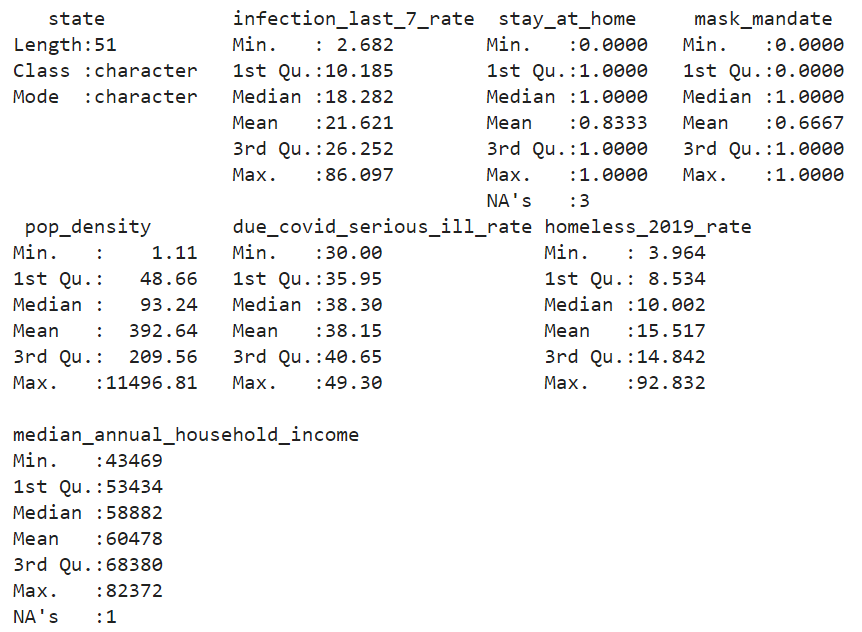 state           infection_last_7_rate  stay_at_home     mask_mandate
Length:51          Min.   : 2.682        Min.   :0.0000   Min.   :0.0000
Class :character   1st Qu.:10.185        1st Qu.:1.0000   1st Qu.:0.0000
Mode  :character   Median :18.282        Median :1.0000   Median :1.0000
                   Mean   :21.621        Mean   :0.8333   Mean   :0.6667
                   3rd Qu.:26.252        3rd Qu.:1.0000   3rd Qu.:1.0000
                   Max.   :86.097        Max.   :1.0000   Max.   :1.0000
                                         NA's   :3
 pop_density       due_covid_serious_ill_rate homeless_2019_rate
Min.   :    1.11   Min.   :30.00              Min.   : 3.964
1st Qu.:   48.66   1st Qu.:35.95              1st Qu.: 8.534
Median :   93.24   Median :38.30              Median :10.002
Mean   :  392.64   Mean   :38.15              Mean   :15.517
3rd Qu.:  209.56   3rd Qu.:40.65              3rd Qu.:14.842
Max.   :11496.81   Max.   :49.30              Max.   :92.832
median_annual_household_income
Min.   :43469
1st Qu.:53434
Median :58882
Mean   :60478
3rd Qu.:68380
Max.   :82372
NA's   :1